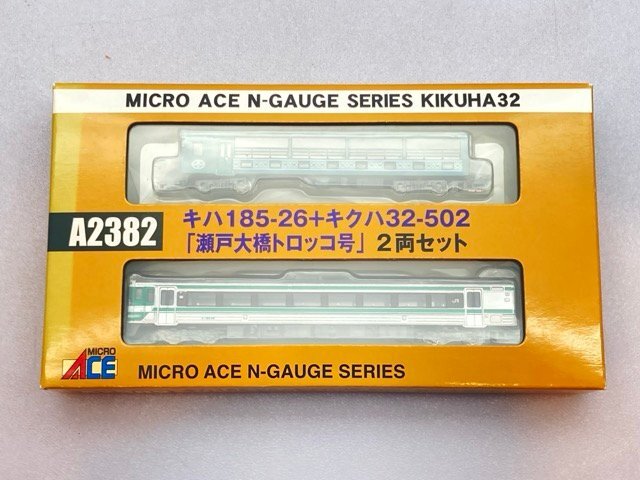 MICRO ACE N-GAUGE SERIES KIKUHA32
A2382
キハ185-26+キクハ32-502
「瀬戸大橋トロッコ号」2両セット
MICRO
ACE
MICRO ACE N-GAUGE SERIES